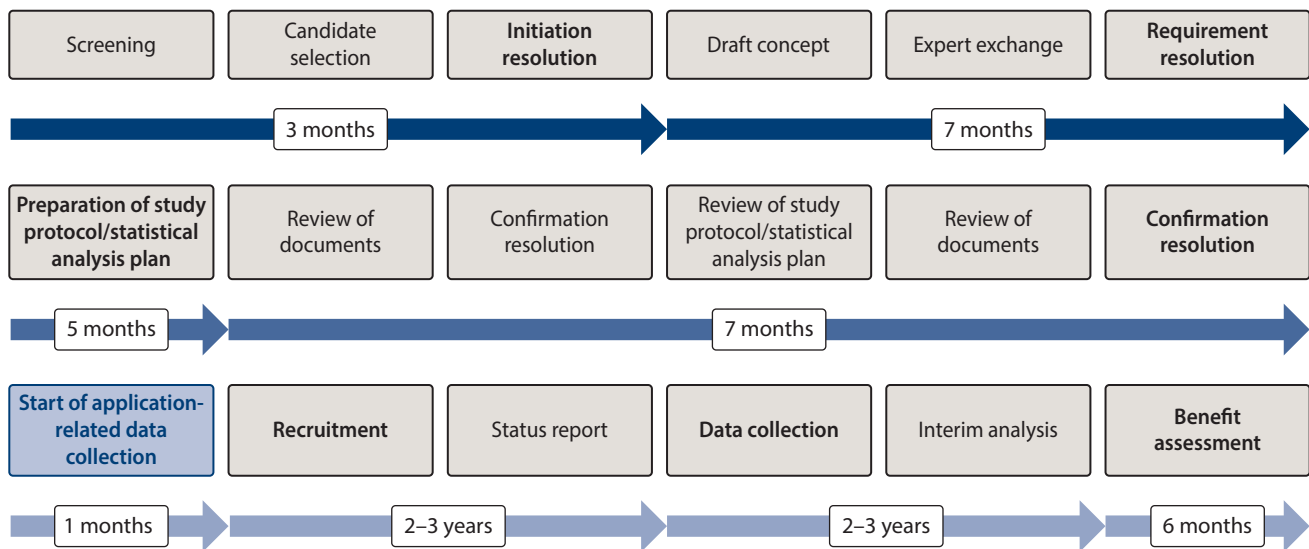 Screening
Candidate
selection
Initiation
resolution
Draft concept
Expert exchange
Requirement
resolution
3 months
7 months
Preparation of study
protocol/statistical
analysis plan
Review of
documents
Confirmation
resolution
Review of study
protocol/statistical
analysis plan
Review of
documents
Confirmation
resolution
5 months
7 months
Start of application-
related data
collection
Recruitment
Status report
Data collection
Interim analysis
Benefit
assessment
1 months
2–3 years
2–3 years
6 months